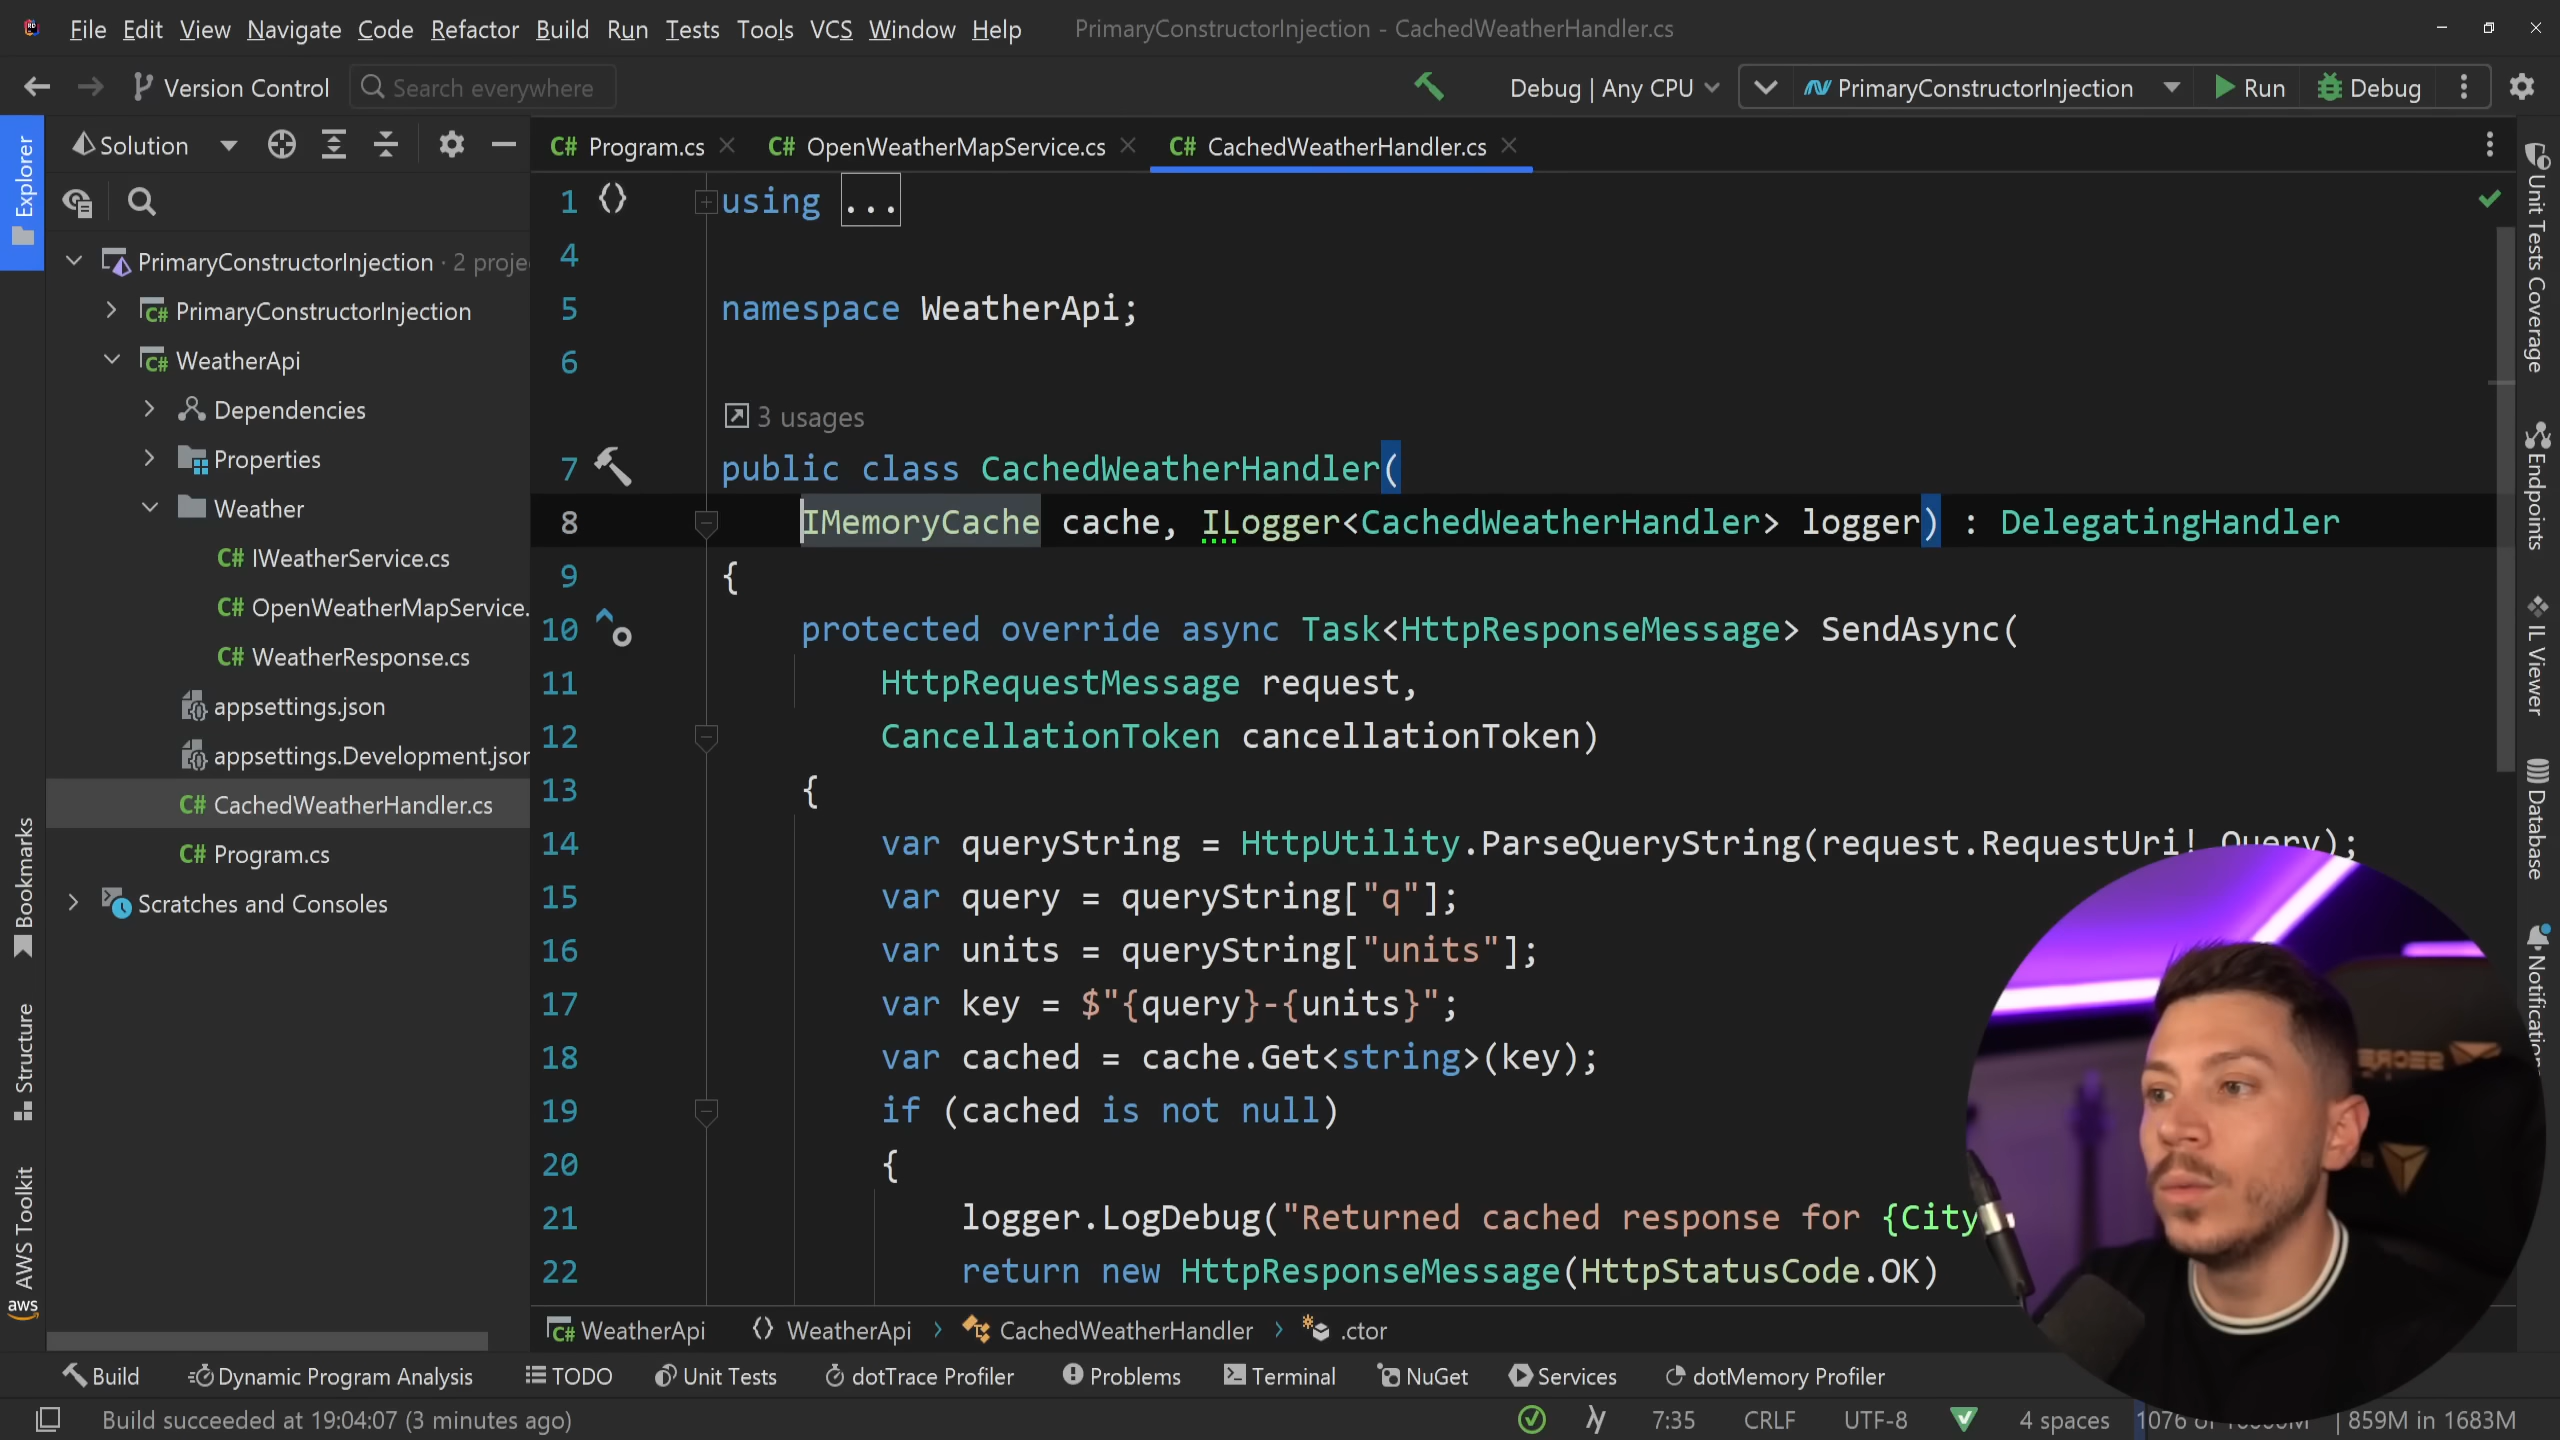 File Edit View Navigate Code Refactor Build Run Tests Tools VCS Window Help PrimaryConstructorInjection - CachedWeatherHandler.cs
Version Control Search everywhere Debug | Any CPU PrimaryConstructorInjection Run Debug
Explorer
Solution
C# Program.cs C# OpenWeatherMapService.cs C# CachedWeatherHandler.cs
PrimaryConstructorInjection · 2 proje
C# PrimaryConstructorInjection
C# WeatherApi
Dependencies
Properties
Weather
C# IWeatherService.cs
C# OpenWeatherMapService.
C# WeatherResponse.cs
appsettings.json
appsettings.Development.json
C# CachedWeatherHandler.cs
C# Program.cs
Scratches and Consoles
Bookmarks
Structure
AWS Toolkit
aws
1 using ...
4
5 namespace WeatherApi;
6
3 usages
7 public class CachedWeatherHandler(
8 IMemoryCache cache, ILogger<CachedWeatherHandler> logger) : DelegatingHandler
9 {
10 protected override async Task<HttpResponseMessage> SendAsync(
11 HttpRequestMessage request,
12 CancellationToken cancellationToken)
13 {
14 var queryString = HttpUtility.ParseQueryString(request.RequestUri!.Query);
15 var query = queryString["q"];
16 var units = queryString["units"];
17 var key = $"{query}-{units}";
18 var cached = cache.Get<string>(key);
19 if (cached is not null)
20 {
21 logger.LogDebug("Returned cached response for {City
22 return new HttpResponseMessage(HttpStatusCode.OK)
Unit Tests Coverage
Endpoints
IL Viewer
Database
Notifications
C# WeatherApi WeatherApi CachedWeatherHandler .ctor
Build Dynamic Program Analysis TODO Unit Tests dotTrace Profiler Problems Terminal NuGet Services dotMemory Profiler
Build succeeded at 19:04:07 (3 minutes ago) 7:35 CRLF UTF-8 4 spaces 1076 of 859M in 1683M